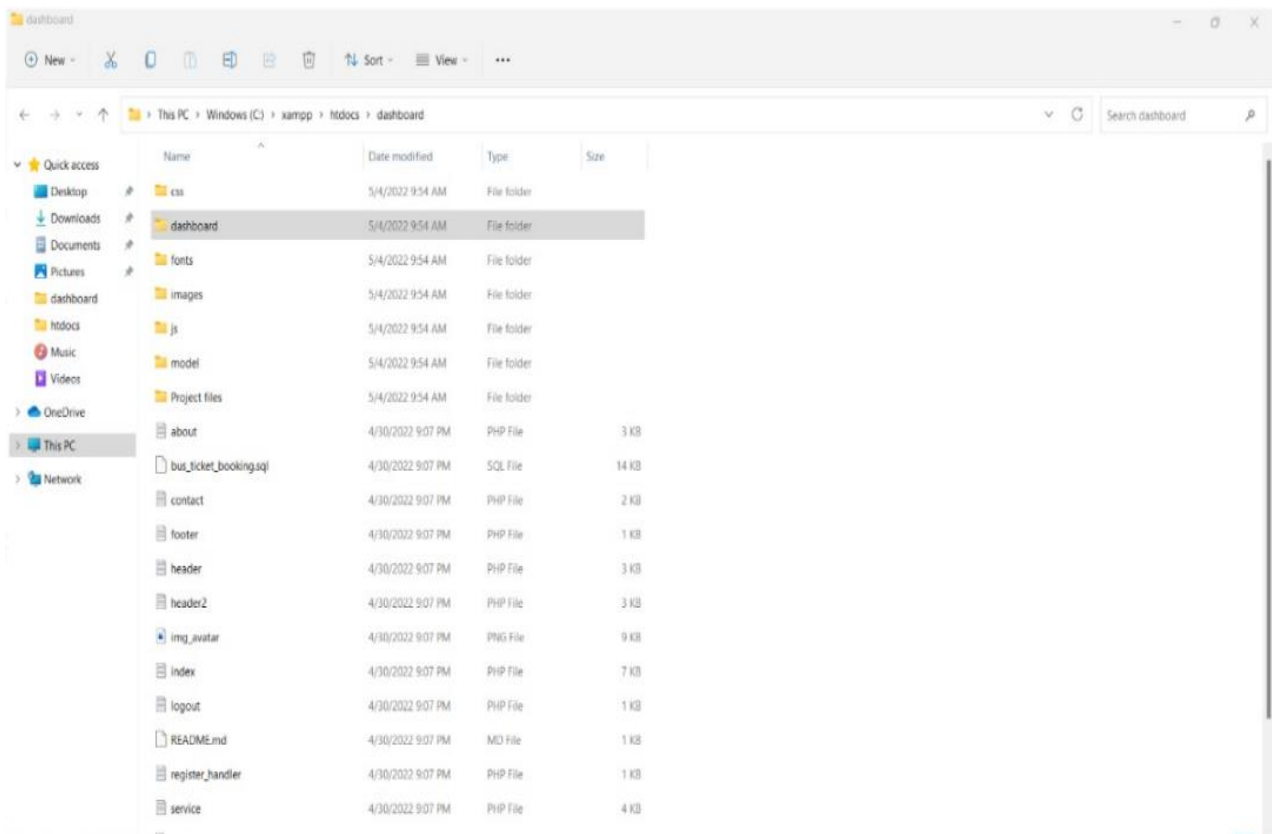 dashboard
New
Sort
View
...
This PC > Windows (C:) > xampp > htdocs > dashboard
Search dashboard
Name Date modified Type Size
Quick access
Desktop
Downloads
Documents
Pictures
dashboard
htdocs
Music
Videos
OneDrive
This PC
Network
css 5/4/2022 9:54 AM File folder
dashboard 5/4/2022 9:54 AM File folder
fonts 5/4/2022 9:54 AM File folder
images 5/4/2022 9:54 AM File folder
js 5/4/2022 9:54 AM File folder
model 5/4/2022 9:54 AM File folder
Project files 5/4/2022 9:54 AM File folder
about 4/30/2022 9:07 PM PHP File 3 KB
bus_ticket_booking.sql 4/30/2022 9:07 PM SQL File 14 KB
contact 4/30/2022 9:07 PM PHP File 2 KB
footer 4/30/2022 9:07 PM PHP File 1 KB
header 4/30/2022 9:07 PM PHP File 3 KB
header2 4/30/2022 9:07 PM PHP File 3 KB
img_avatar 4/30/2022 9:07 PM PNG File 9 KB
index 4/30/2022 9:07 PM PHP File 7 KB
logout 4/30/2022 9:07 PM PHP File 1 KB
README.md 4/30/2022 9:07 PM MD File 1 KB
register_handler 4/30/2022 9:07 PM PHP File 1 KB
service 4/30/2022 9:07 PM PHP File 4 KB